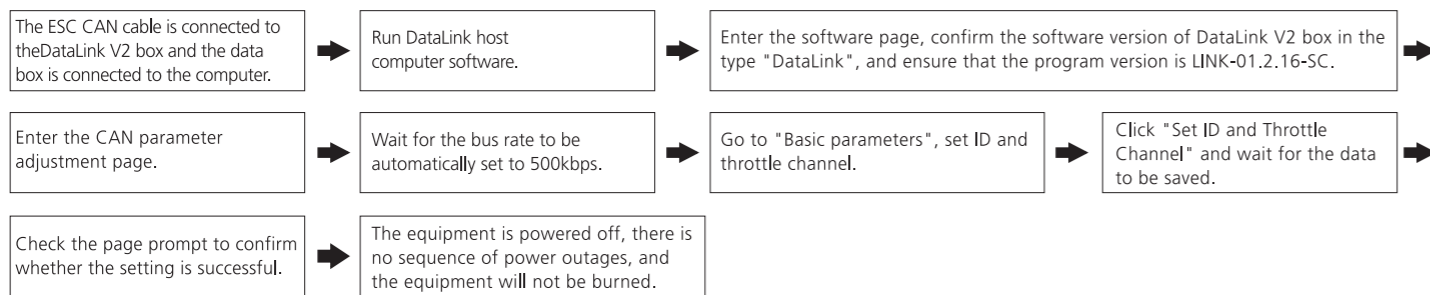 The ESC CAN cable is connected to
theDataLink V2 box and the data
box is connected to the computer.
Run DataLink host
computer software.
Enter the software page, confirm the software version of DataLink V2 box in the
type "DataLink", and ensure that the program version is LINK-01.2.16-SC.
Enter the CAN parameter
adjustment page.
Wait for the bus rate to be
automatically set to 500kbps.
Go to "Basic parameters", set ID and
throttle channel.
Click "Set ID and Throttle
Channel" and wait for the data
to be saved.
Check the page prompt to confirm
whether the setting is successful.
The equipment is powered off, there is
no sequence of power outages, and
the equipment will not be burned.